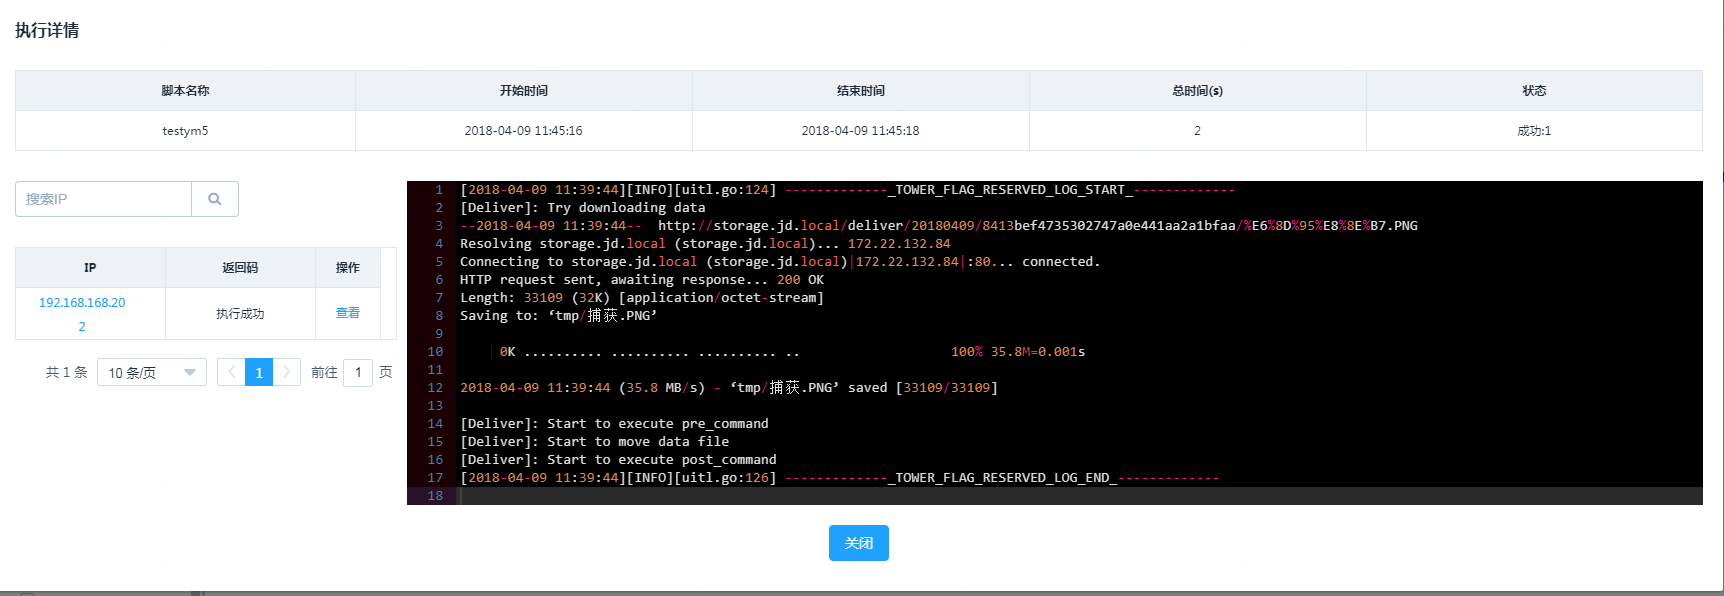 执行详情
脚本名称 开始时间 结束时间 总时间(s) 状态
testym5 2018-04-09 11:45:16 2018-04-09 11:45:18 2 成功:1
搜索IP
IP 返回码 操作
192.168.168.20
2 执行成功 查看
共 1 条 10 条/页 1 前往 1 页
1 [2018-04-09 11:39:44][INFO][uitl.go:124] -------------_TOWER_FLAG_RESERVED_LOG_START_-------------
2 [Deliver]: Try downloading data
3 --2018-04-09 11:39:44--  http://storage.jd.local/deliver/20180409/8413bef4735302747a0e441aa2a1bfaa/%E6%8D%95%E8%8E%B7.PNG
4 Resolving storage.jd.local (storage.jd.local)... 172.22.132.84
5 Connecting to storage.jd.local (storage.jd.local)|172.22.132.84|:80... connected.
6 HTTP request sent, awaiting response... 200 OK
7 Length: 33109 (32K) [application/octet-stream]
8 Saving to: ‘tmp/捕获.PNG’
9
10 0K .......... .......... .......... .. 100% 35.8M=0.001s
11
12 2018-04-09 11:39:44 (35.8 MB/s) - ‘tmp/捕获.PNG’ saved [33109/33109]
13
14 [Deliver]: Start to execute pre_command
15 [Deliver]: Start to move data file
16 [Deliver]: Start to execute post_command
17 [2018-04-09 11:39:44][INFO][uitl.go:126] -------------_TOWER_FLAG_RESERVED_LOG_END_-------------
18
关闭